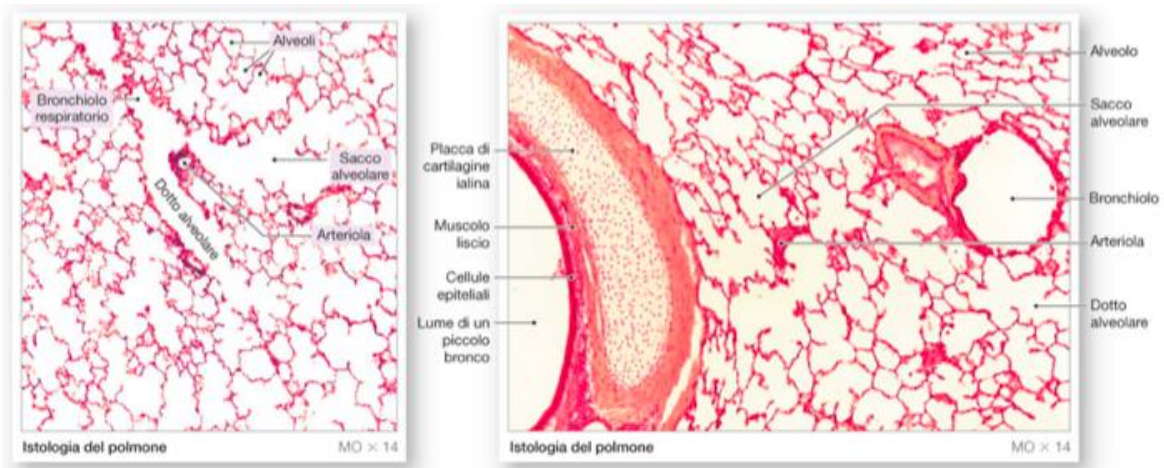 Alveoli
Bronchiolo
respiratorio
Sacco
alveolare
Dotto alveolare
Arteriola
Istologia del polmone
MO × 14
Placca di
cartilagine
ialina
Muscolo
liscio
Cellule
epiteliali
Lume di un
piccolo
bronco
Alveolo
Sacco
alveolare
Bronchiolo
Arteriola
Dotto
alveolare
Istologia del polmone
MO × 14